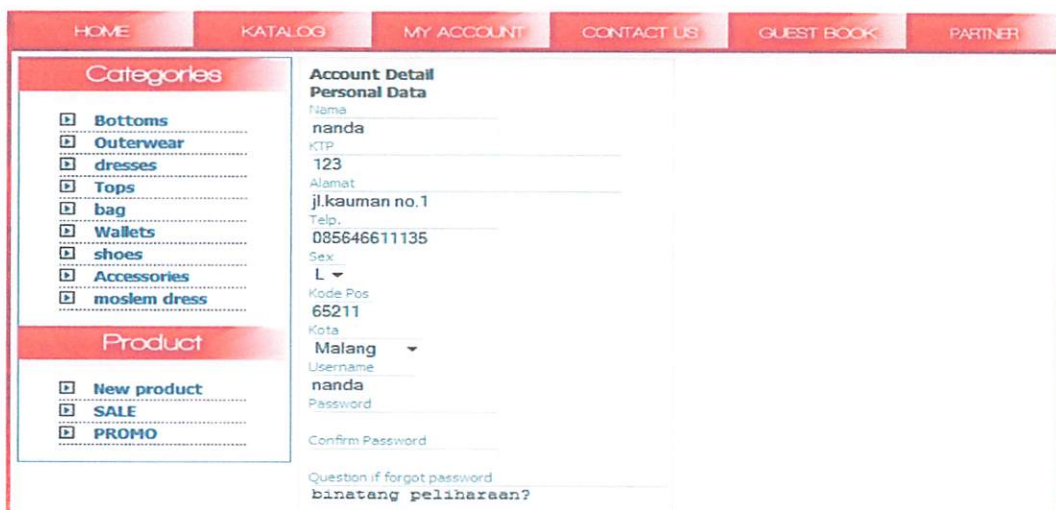 HOME KATALOG MY ACCOUNT CONTACT US GUEST BOOK PARTNER
Categories
Bottoms
Outerwear
dresses
Tops
bag
Wallets
shoes
Accessories
moslem dress
Product
New product
SALE
PROMO
Account Detail
Personal Data
Nama
nanda
KTP
123
Alamat
jl.kauman no.1
Telp.
085646611135
Sex
L
Kode Pos
65211
Kota
Malang
Username
nanda
Password
Confirm Password
Question if forgot password
binatang peliharaan?